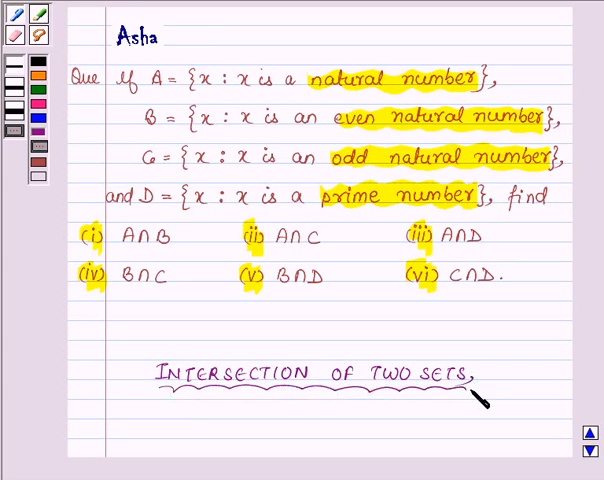 Asha
Que If A = {x : x is a natural number},
B = {x : x is an even natural number},
C = {x : x is an odd natural number},
and D = {x : x is a prime number}, find
(i) A∩B (ii) A∩C (iii) A∩D
(iv) B∩C (v) B∩D (vi) C∩D.
INTERSECTION OF TWO SETS,